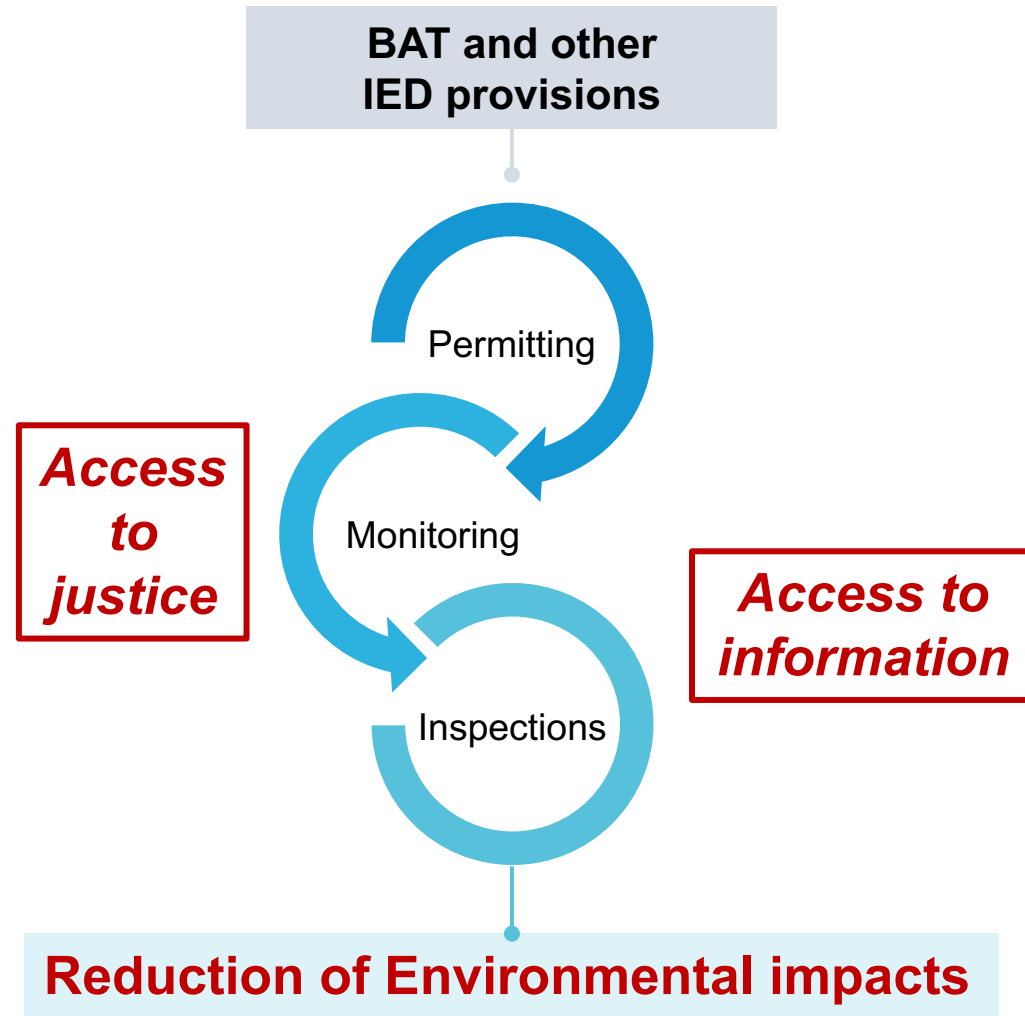 BAT and other
IED provisions
Permitting
Access
to
justice
Monitoring
Access to
information
Inspections
Reduction of Environmental impacts